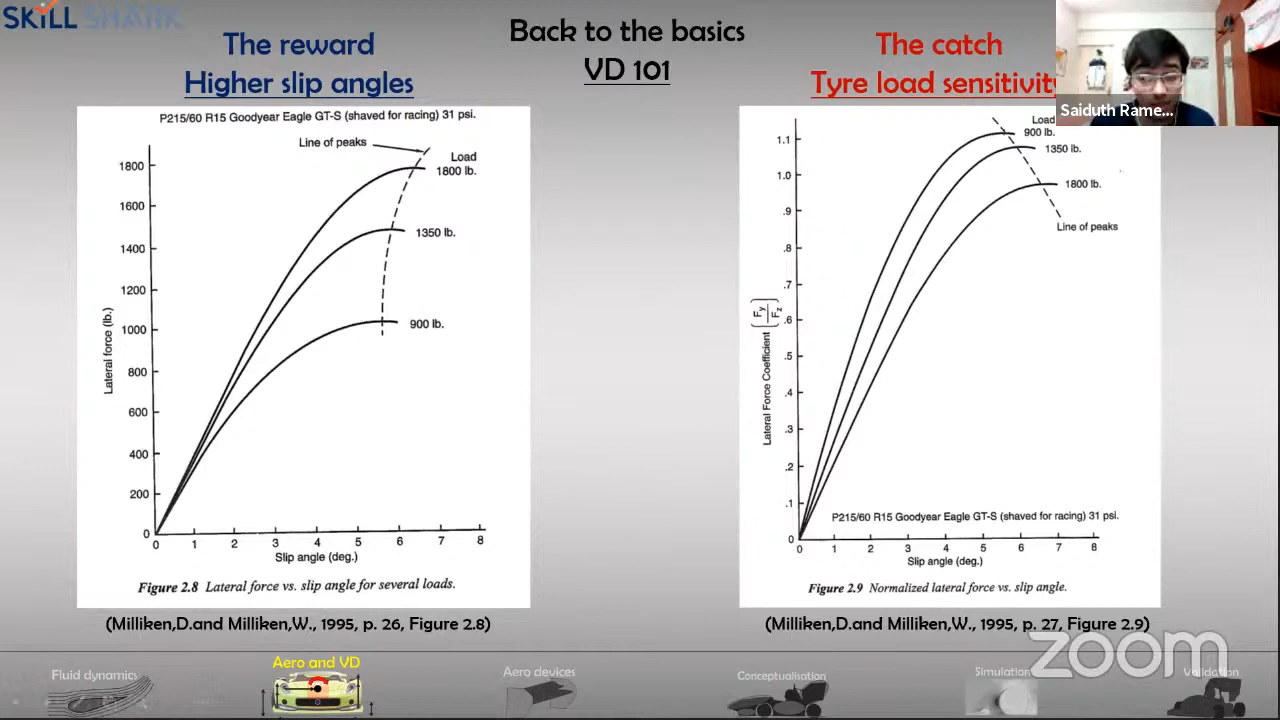 SKILL SHARK
The reward
Higher slip angles
Back to the basics
VD 101
The catch
Tyre load sensitivity
Saiduth Rame...
P215/60 R15 Goodyear Eagle GT-S (shaved for racing) 31 psi.
Line of peaks
Load
1800 lb.
1350 lb.
900 lb.
Lateral force (lb.)
1800
1600
1400
1200
1000
800
600
400
200
0
0 1 2 3 4 5 6 7 8
Slip angle (deg.)
Figure 2.8 Lateral force vs. slip angle for several loads.
(Milliken,D.and Milliken,W., 1995, p. 26, Figure 2.8)
Load
900 lb.
1350 lb.
1800 lb.
Line of peaks
Lateral Force Coefficient (Fy/Fz)
1.1
1.0
.9
.8
.7
.6
.5
.4
.3
.2
.1
0
0 1 2 3 4 5 6 7 8
P215/60 R15 Goodyear Eagle GT-S (shaved for racing) 31 psi.
Slip angle (deg.)
Figure 2.9 Normalized lateral force vs. slip angle.
(Milliken,D.and Milliken,W., 1995, p. 27, Figure 2.9)
zoom
Fluid dynamics
Aero and VD
Aero devices
Conceptualisation
Simulation
Validation